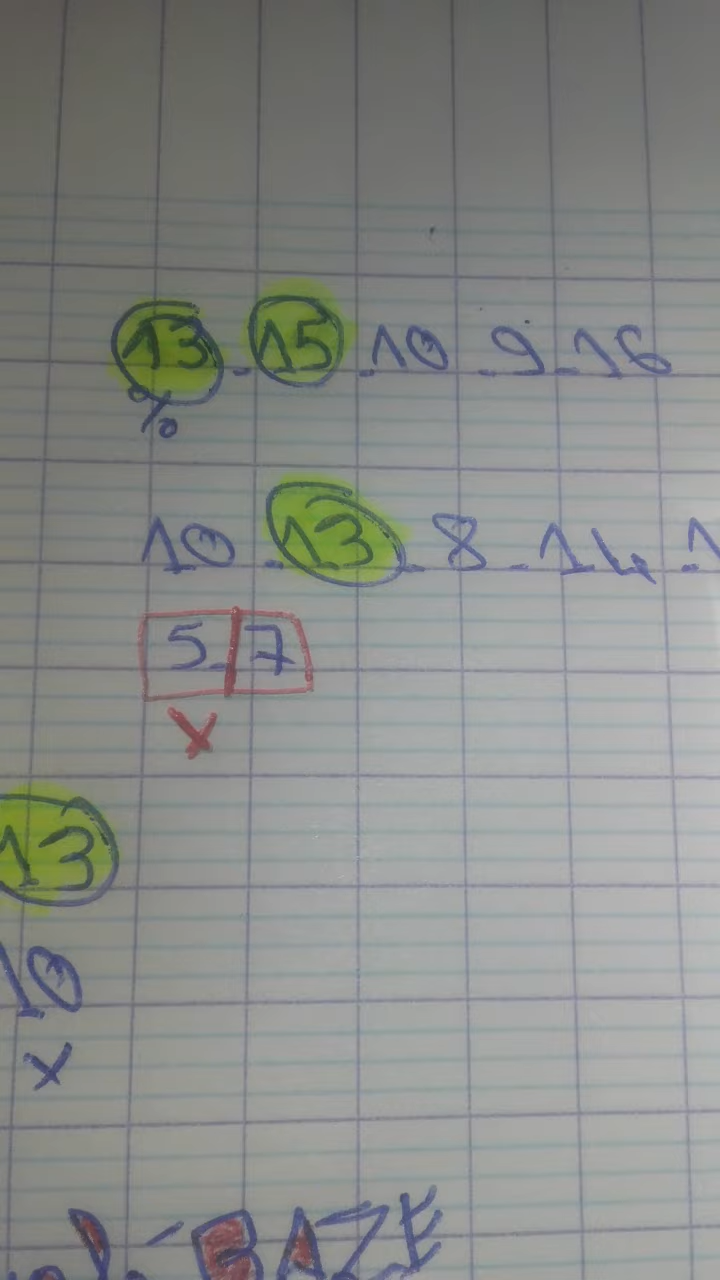 13 - 15 . 10 . 9 - 16
%
10 . 13 . 8 . 14 .
5 . 7
x
13
10
x
BAZE